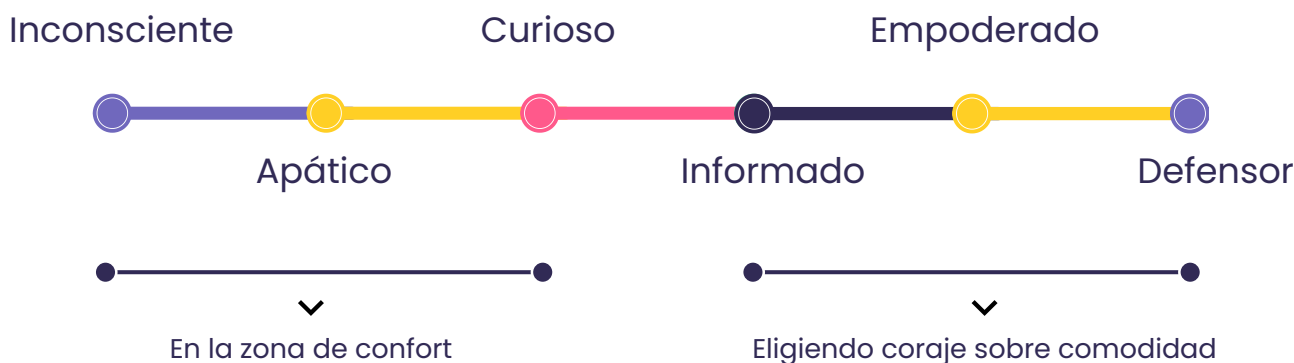 Inconsciente Curioso Empoderado
Apático Informado Defensor
En la zona de confort Eligiendo coraje sobre comodidad